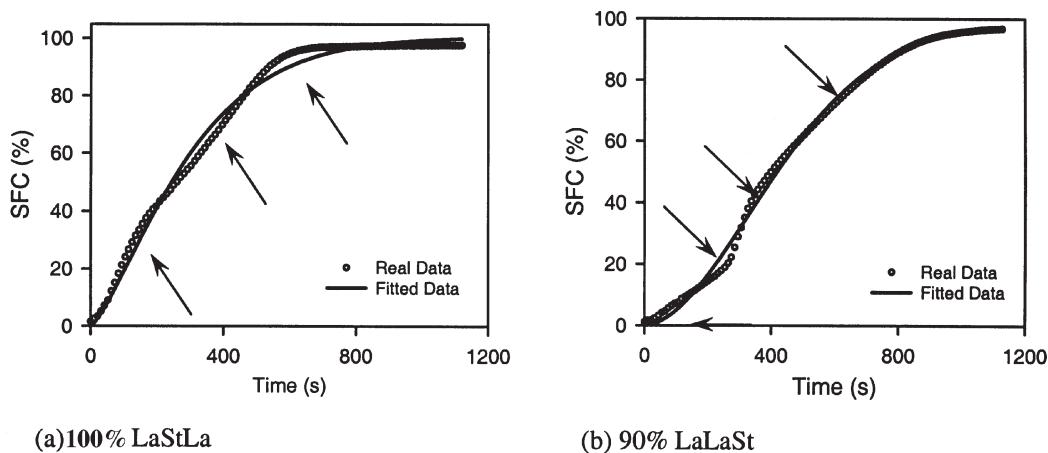 100
80
60
40
20
0
SFC (%)
Real Data
Fitted Data
0
400
800
1200
Time (s)
(a)100% LaStLa
100
80
60
40
20
0
SFC (%)
Real Data
Fitted Data
0
200
400
800
1200
Time (s)
(b) 90% LaLaSt